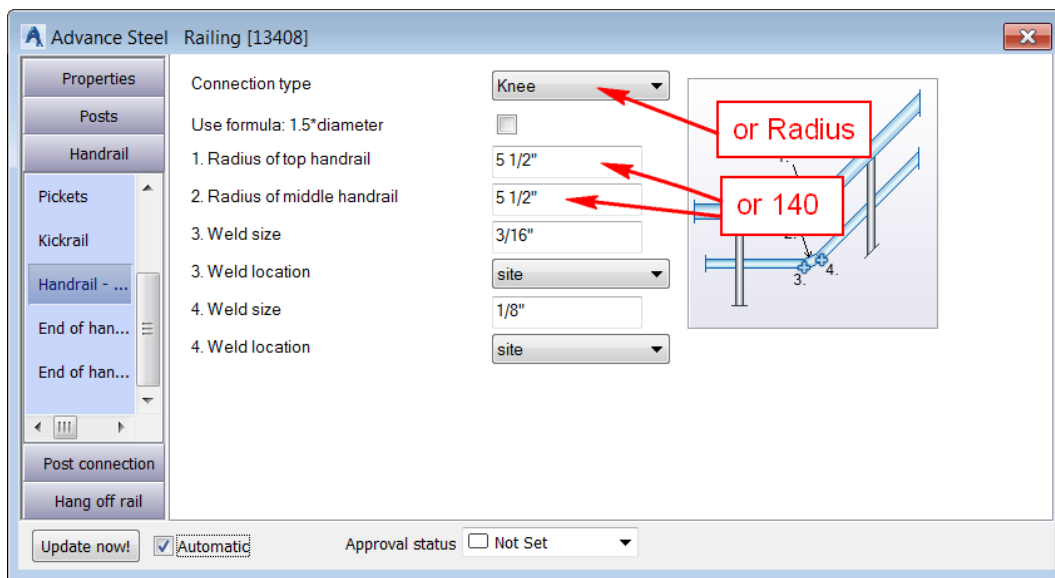 Advance Steel Railing [13408]
Properties
Posts
Handrail
Pickets
Kickrail
Handrail - ...
End of han...
End of han...
Post connection
Hang off rail
Connection type
Knee
Use formula: 1.5*diameter
1. Radius of top handrail
5 1/2"
2. Radius of middle handrail
5 1/2"
3. Weld size
3/16"
3. Weld location
site
4. Weld size
1/8"
4. Weld location
site
or Radius
or 140
3.
4.
Update now!
Automatic
Approval status
Not Set